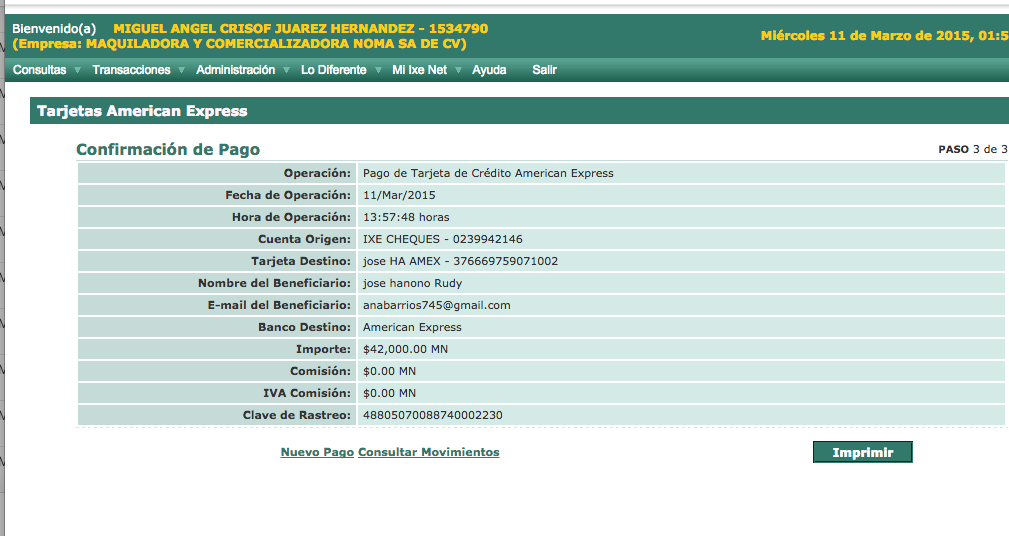 Bienvenido(a) MIGUEL ANGEL CRISOF JUAREZ HERNANDEZ - 1534790
(Empresa: MAQUILADORA Y COMERCIALIZADORA NOMA SA DE CV)
Miércoles 11 de Marzo de 2015, 01:5
Consultas Transacciones Administración Lo Diferente Mi Ixe Net Ayuda Salir
Tarjetas American Express
Confirmación de Pago
PASO 3 de 3
Operación: Pago de Tarjeta de Crédito American Express
Fecha de Operación: 11/Mar/2015
Hora de Operación: 13:57:48 horas
Cuenta Origen: IXE CHEQUES - 0239942146
Tarjeta Destino: jose HA AMEX - 376669759071002
Nombre del Beneficiario: jose hanono Rudy
E-mail del Beneficiario: anabarrios745@gmail.com
Banco Destino: American Express
Importe: $42,000.00 MN
Comisión: $0.00 MN
IVA Comisión: $0.00 MN
Clave de Rastreo: 48805070088740002230
Nuevo Pago Consultar Movimientos
Imprimir